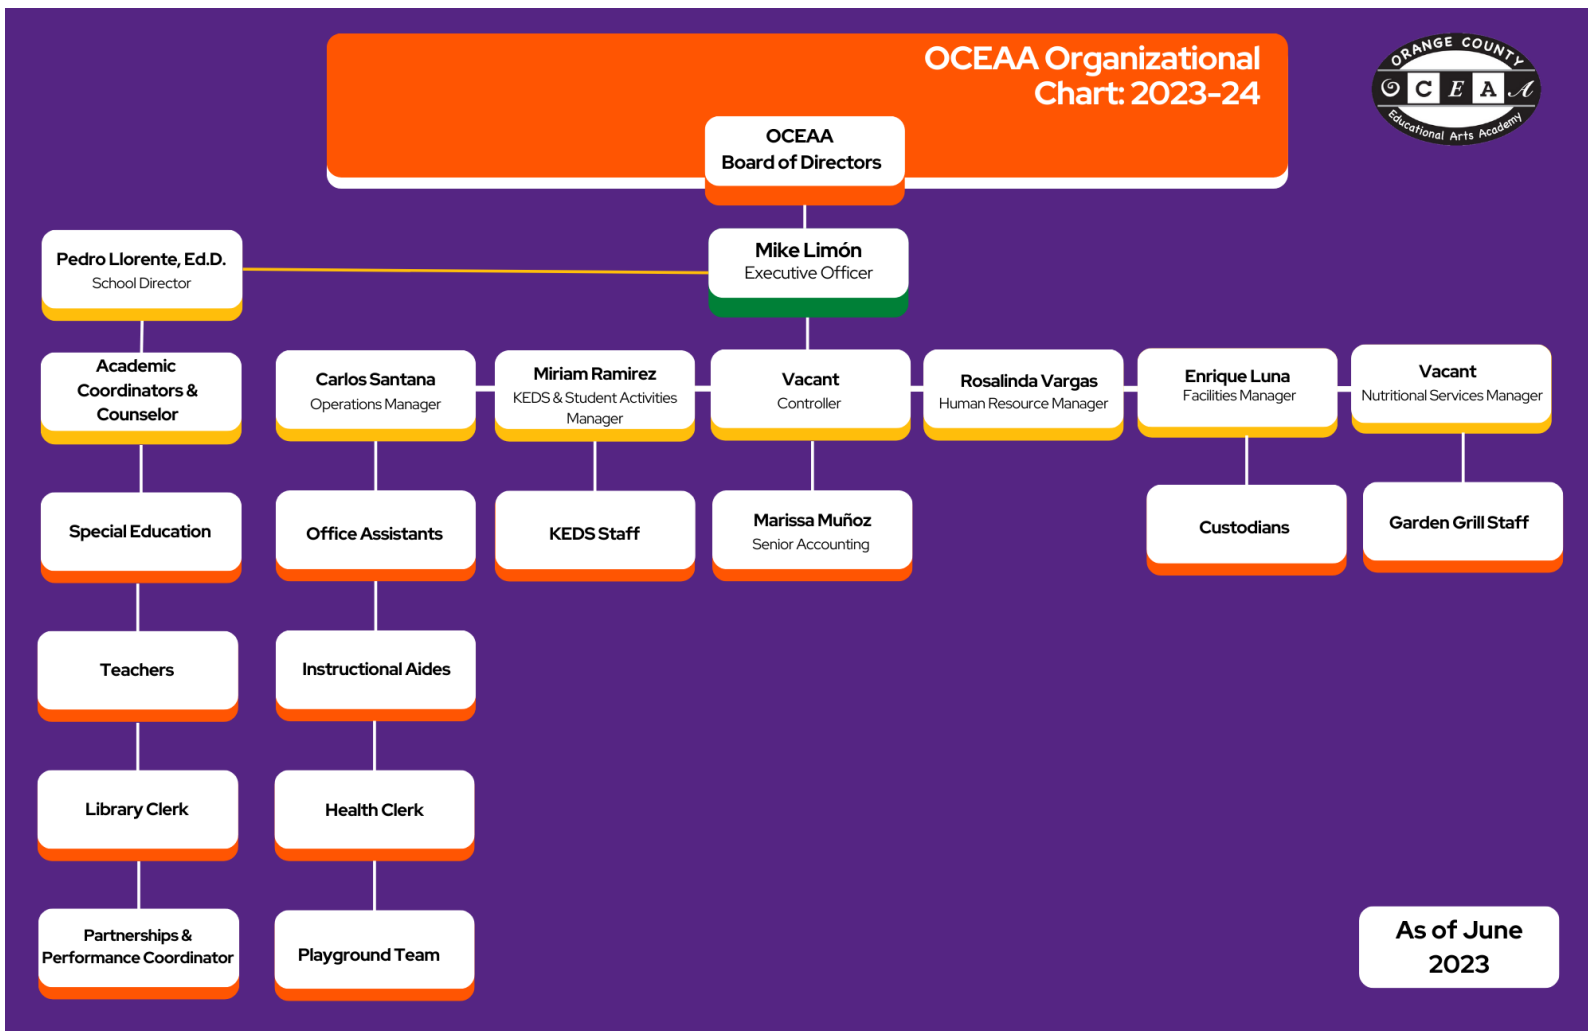 OCEAA Organizational
Chart: 2023-24
ORANGE COUNTY
O C E A A
Educational Arts Academy
OCEAA
Board of Directors
Mike Limón
Executive Officer
Pedro Llorente, Ed.D.
School Director
Academic
Coordinators &
Counselor
Carlos Santana
Operations Manager
Miriam Ramirez
KEDS & Student Activities
Manager
Vacant
Controller
Rosalinda Vargas
Human Resource Manager
Enrique Luna
Facilities Manager
Vacant
Nutritional Services Manager
Special Education
Office Assistants
KEDS Staff
Marissa Muñoz
Senior Accounting
Custodians
Garden Grill Staff
Teachers
Instructional Aides
Library Clerk
Health Clerk
Partnerships &
Performance Coordinator
Playground Team
As of June
2023